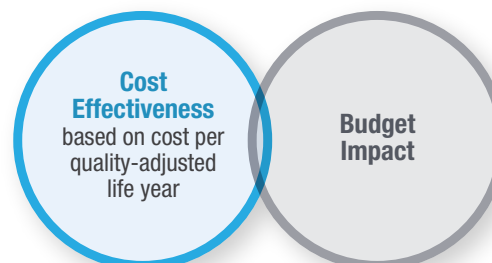 Cost
Effectiveness
based on cost per
quality-adjusted
life year
Budget
Impact